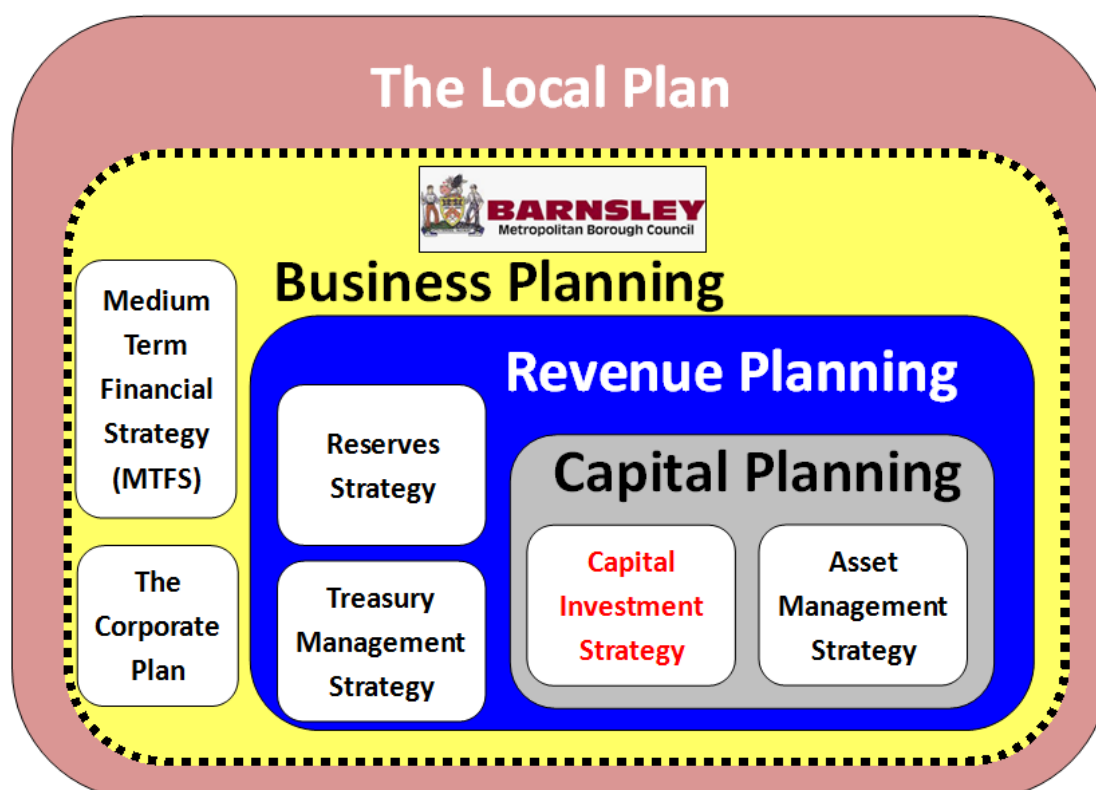 The Local Plan
BARNSLEY
Metropolitan Borough Council
Business Planning
Medium
Term
Financial
Strategy
(MTFS)
The
Corporate
Plan
Revenue Planning
Reserves
Strategy
Treasury
Management
Strategy
Capital Planning
Capital
Investment
Strategy
Asset
Management
Strategy